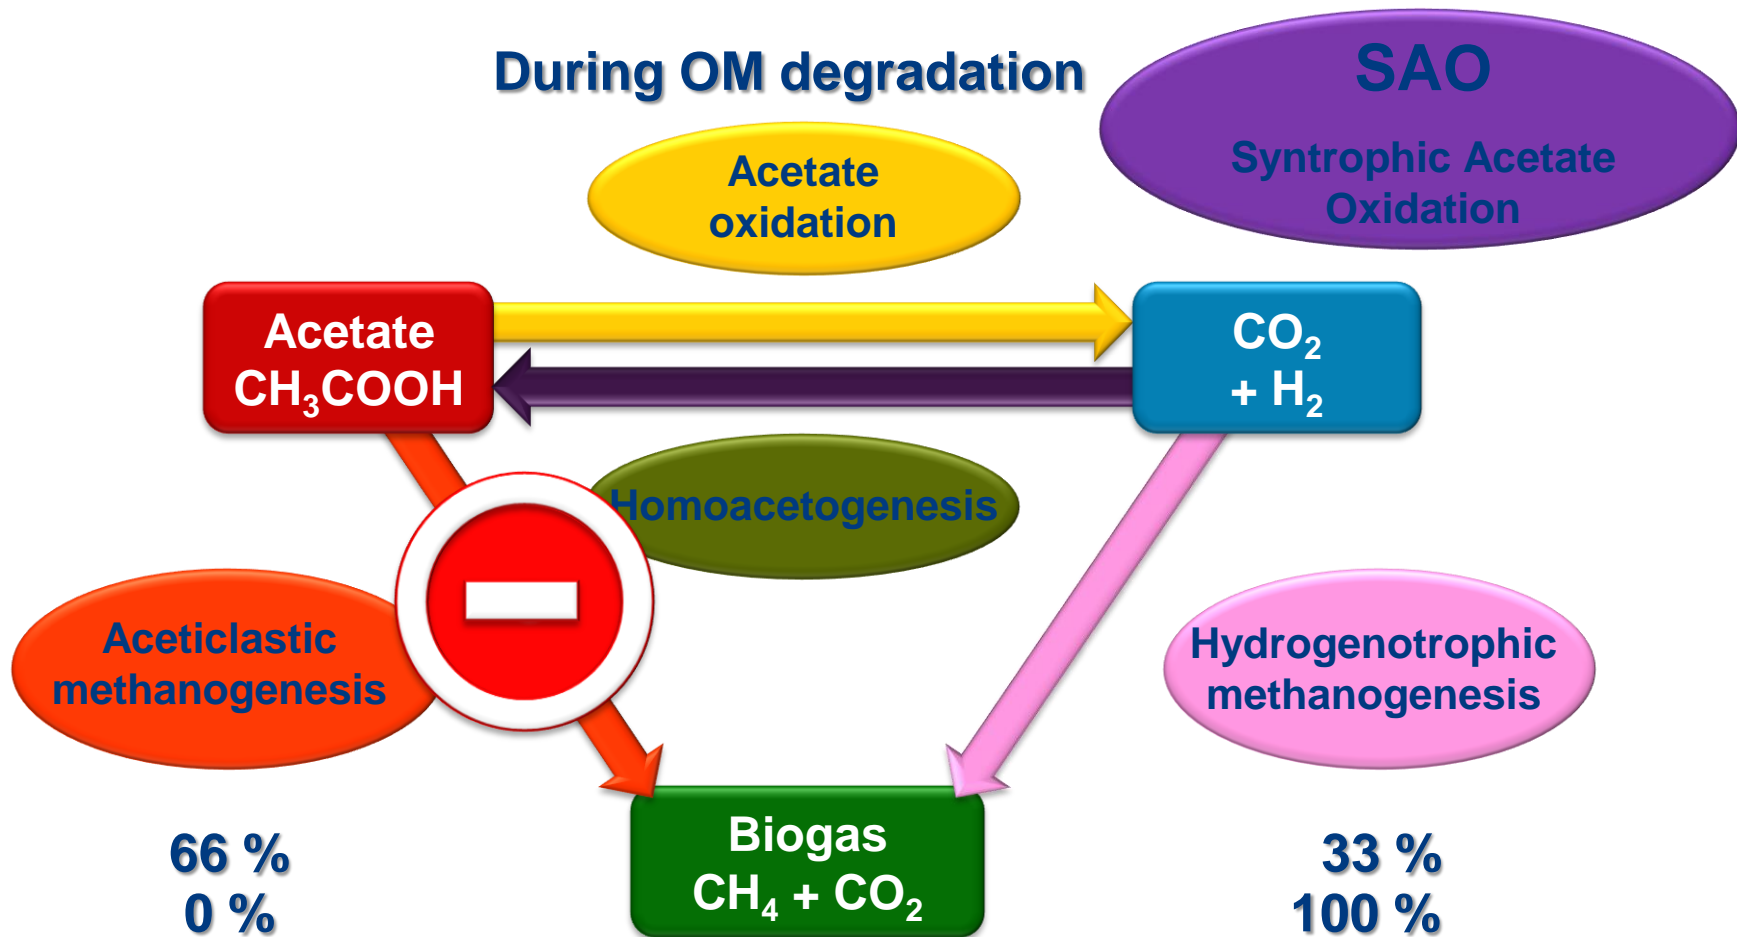 During OM degradation
SAO
Syntrophic Acetate
Oxidation
Acetate
oxidation
Acetate
CH₃COOH
CO₂
+ H₂
Homoacetogenesis
Aceticlastic
methanogenesis
Hydrogenotrophic
methanogenesis
Biogas
CH₄ + CO₂
66 %
0 %
33 %
100 %